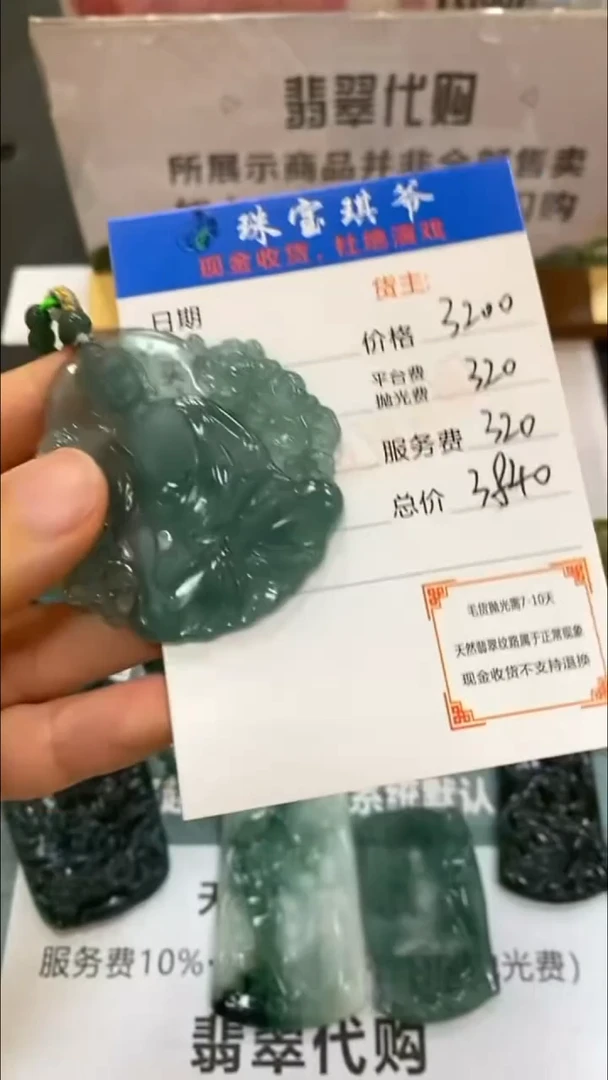 翡翠代购
所展示商品并非全部售卖
珠宝琪爷
现金收货，杜绝演戏
货主:
日期
价格 3200
平台费
抛光费 320
服务费 320
总价 3840
毛货抛光需7-10天
天然翡翠纹路属于正常现象
现金收货不支持退换
默认
服务费10%
光费）
翡翠代购